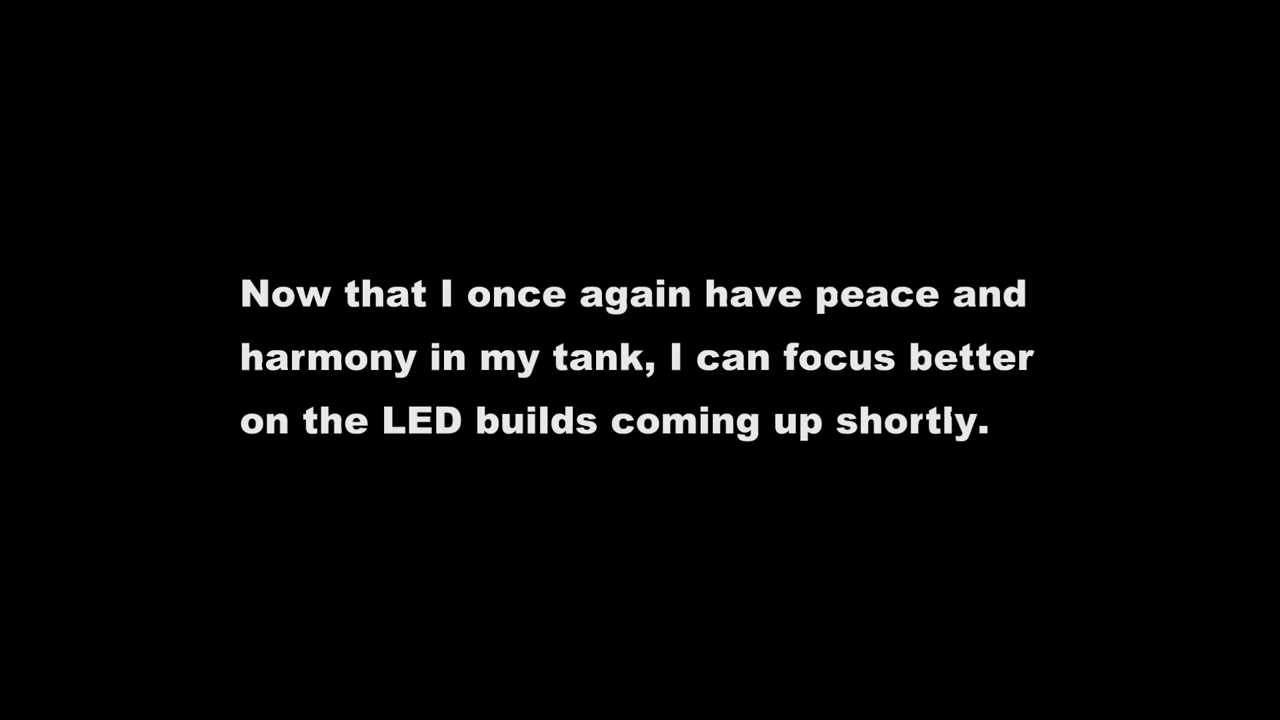 Now that I once again have peace and
harmony in my tank, I can focus better
on the LED builds coming up shortly.